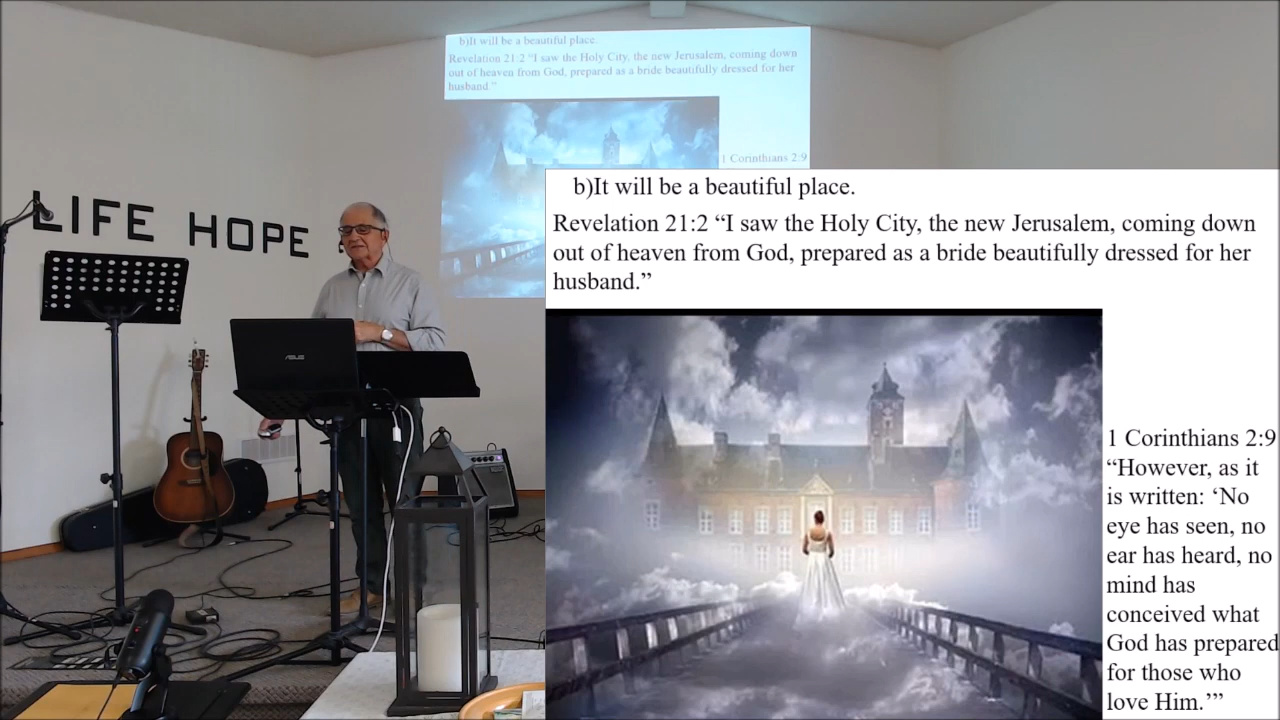 b)It will be a beautiful place.
Revelation 21:2 “I saw the Holy City, the new Jerusalem, coming down
out of heaven from God, prepared as a bride beautifully dressed for her
husband.”
1 Corinthians 2:9
LIFE HOPE
ASUS
b)It will be a beautiful place.
Revelation 21:2 “I saw the Holy City, the new Jerusalem, coming down
out of heaven from God, prepared as a bride beautifully dressed for her
husband.”
1 Corinthians 2:9
“However, as it
is written: ‘No
eye has seen, no
ear has heard, no
mind has
conceived what
God has prepared
for those who
love Him.’”